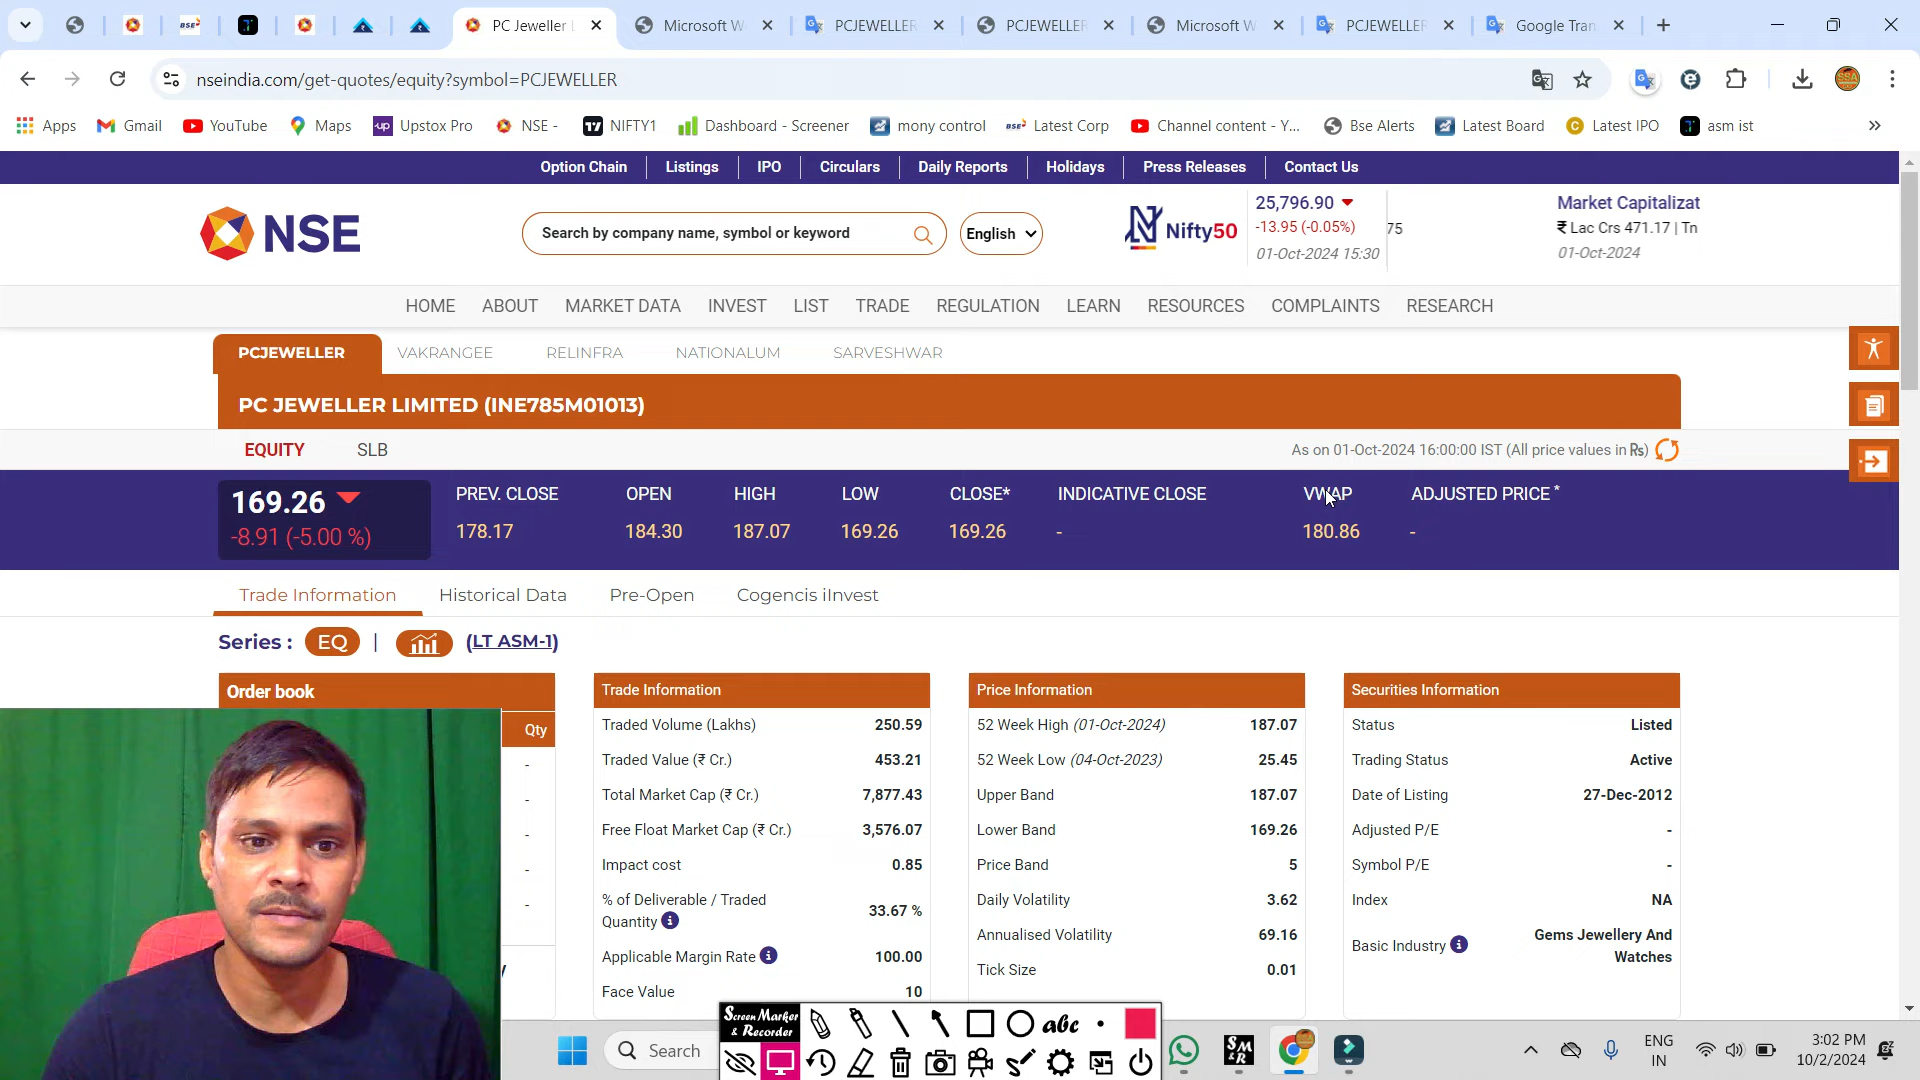 PC Jeweller
Microsoft W
PCJEWELLER
PCJEWELLER
Microsoft W
PCJEWELLER
Google Tran
nseindia.com/get-quotes/equity?symbol=PCJEWELLER
Apps
Gmail
YouTube
Maps
up Upstox Pro
NSE -
NIFTY1
Dashboard - Screener
mony control
BSE Latest Corp
Channel content - Y...
Bse Alerts
Latest Board
Latest IPO
asm ist
Option Chain
Listings
IPO
Circulars
Daily Reports
Holidays
Press Releases
Contact Us
NSE
Search by company name, symbol or keyword
English
Nifty50
25,796.90
-13.95 (-0.05%)
01-Oct-2024 15:30
75
Market Capitalizat
₹ Lac Crs 471.17 | Tn
01-Oct-2024
HOME
ABOUT
MARKET DATA
INVEST
LIST
TRADE
REGULATION
LEARN
RESOURCES
COMPLAINTS
RESEARCH
PCJEWELLER
VAKRANGEE
RELINFRA
NATIONALUM
SARVESHWAR
PC JEWELLER LIMITED (INE785M01013)
EQUITY
SLB
As on 01-Oct-2024 16:00:00 IST (All price values in Rs)
169.26
-8.91 (-5.00 %)
PREV. CLOSE
OPEN
HIGH
LOW
CLOSE*
INDICATIVE CLOSE
VWAP
ADJUSTED PRICE *
178.17
184.30
187.07
169.26
169.26
-
180.86
-
Trade Information
Historical Data
Pre-Open
Cogencis iInvest
Series : EQ | (LT ASM-1)
Order book
Qty
-
-
-
-
-
Trade Information
Traded Volume (Lakhs) 250.59
Traded Value (₹ Cr.) 453.21
Total Market Cap (₹ Cr.) 7,877.43
Free Float Market Cap (₹ Cr.) 3,576.07
Impact cost 0.85
% of Deliverable / Traded
Quantity 33.67 %
Applicable Margin Rate 100.00
Face Value 10
Price Information
52 Week High (01-Oct-2024) 187.07
52 Week Low (04-Oct-2023) 25.45
Upper Band 187.07
Lower Band 169.26
Price Band 5
Daily Volatility 3.62
Annualised Volatility 69.16
Tick Size 0.01
Securities Information
Status Listed
Trading Status Active
Date of Listing 27-Dec-2012
Adjusted P/E -
Symbol P/E -
Index NA
Basic Industry Gems Jewellery And
Watches
Screen Marker
& Recorder
abc
Search
SM
&R
ENG
IN
3:02 PM
10/2/2024